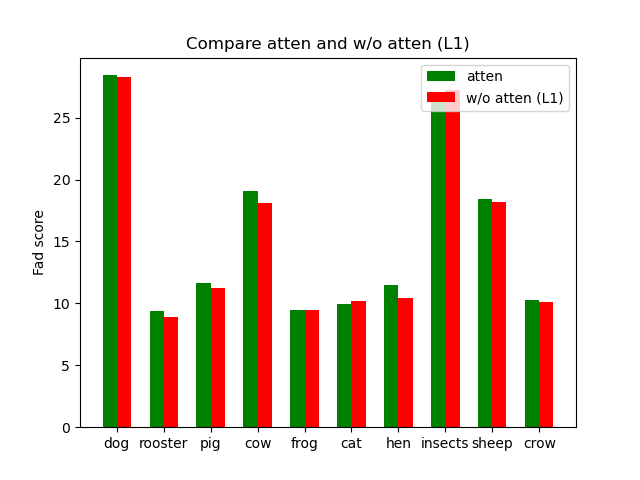 Compare atten and w/o atten (L1)
atten
w/o atten (L1)
Fad score
25
20
15
10
5
0
dog rooster pig cow frog cat hen insects sheep crow